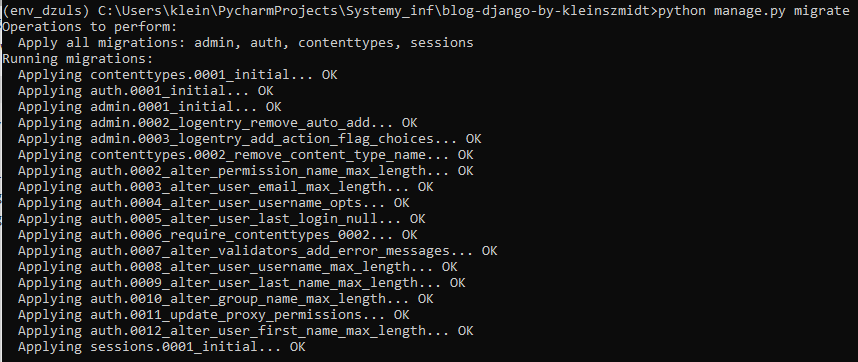 (env_dzuls) C:\Users\klein\PycharmProjects\Systemy_inf\blog-django-by-kleinszmidt>python manage.py migrate
Operations to perform:
  Apply all migrations: admin, auth, contenttypes, sessions
Running migrations:
  Applying contenttypes.0001_initial... OK
  Applying auth.0001_initial... OK
  Applying admin.0001_initial... OK
  Applying admin.0002_logentry_remove_auto_add... OK
  Applying admin.0003_logentry_add_action_flag_choices... OK
  Applying contenttypes.0002_remove_content_type_name... OK
  Applying auth.0002_alter_permission_name_max_length... OK
  Applying auth.0003_alter_user_email_max_length... OK
  Applying auth.0004_alter_user_username_opts... OK
  Applying auth.0005_alter_user_last_login_null... OK
  Applying auth.0006_require_contenttypes_0002... OK
  Applying auth.0007_alter_validators_add_error_messages... OK
  Applying auth.0008_alter_user_username_max_length... OK
  Applying auth.0009_alter_user_last_name_max_length... OK
  Applying auth.0010_alter_group_name_max_length... OK
  Applying auth.0011_update_proxy_permissions... OK
  Applying auth.0012_alter_user_first_name_max_length... OK
  Applying sessions.0001_initial... OK